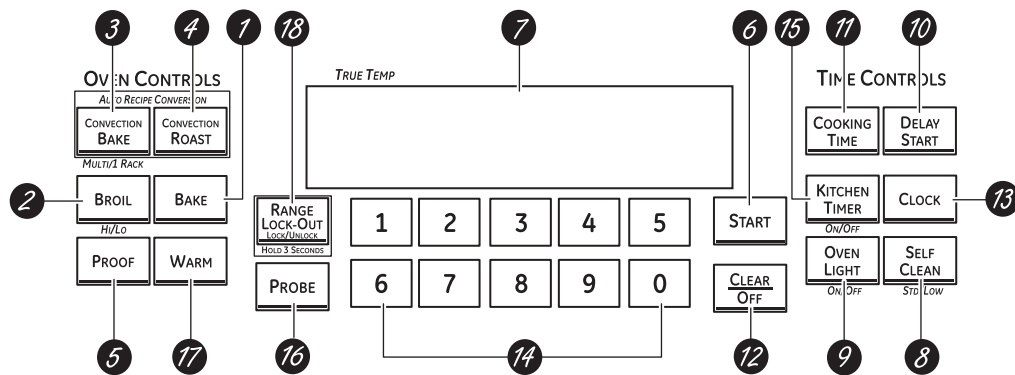 3 4 1 18 7 6 15 11 10
OVEN CONTROLS
TRUE TEMP
TIME CONTROLS
AUTO RECIPE CONVERSION
CONVECTION
BAKE
CONVECTION
ROAST
COOKING
TIME
DELAY
START
MULTI/1 RACK
2
BROIL
BAKE
RANGE
LOCK-OUT
LOCK/UNLOCK
HOLD 3 SECONDS
1 2 3 4 5
START
KITCHEN
TIMER
CLOCK
13
HI/LO
ON/OFF
PROOF
WARM
PROBE
6 7 8 9 0
CLEAR
OFF
OVEN
LIGHT
SELF
CLEAN
ON/OFF
STD/LOW
5 17 16 14 12 9 8